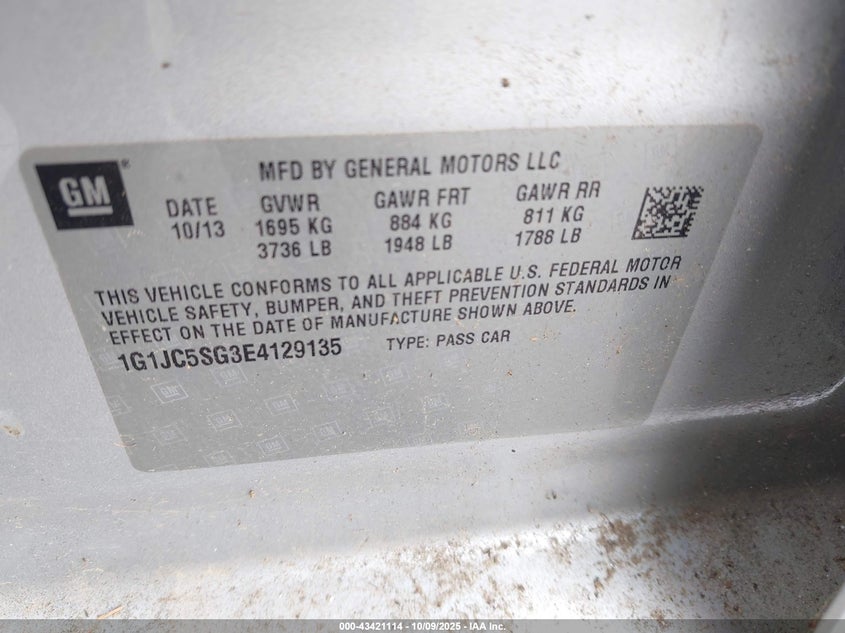 GM ®
MFD BY GENERAL MOTORS LLC
DATE GVWR GAWR FRT GAWR RR
10/13 1695 KG 884 KG 811 KG
3736 LB 1948 LB 1788 LB
THIS VEHICLE CONFORMS TO ALL APPLICABLE U.S. FEDERAL MOTOR
VEHICLE SAFETY, BUMPER, AND THEFT PREVENTION STANDARDS IN
EFFECT ON THE DATE OF MANUFACTURE SHOWN ABOVE.
1G1JC5SG3E4129135 TYPE: PASS CAR
000-43421114 - 10/09/2025 - IAA Inc.